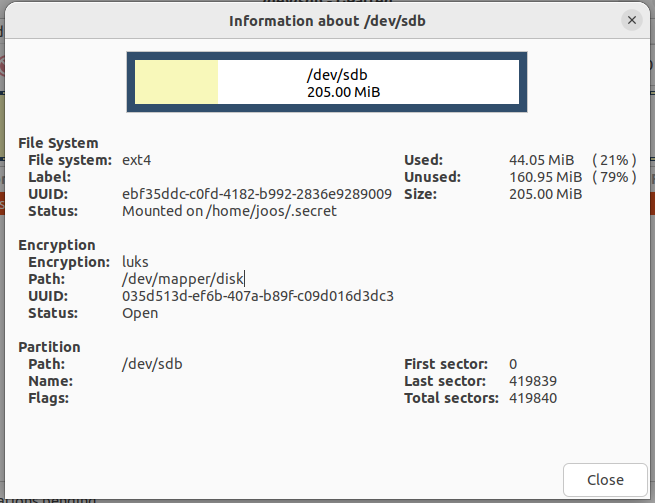 Information about /dev/sdb
/dev/sdb
205.00 MiB
File System
File system: ext4 Used: 44.05 MiB ( 21% )
Label: Unused: 160.95 MiB ( 79% )
UUID: ebf35ddc-c0fd-4182-b992-2836e9289009 Size: 205.00 MiB
Status: Mounted on /home/joos/.secret
Encryption
Encryption: luks
Path: /dev/mapper/disk
UUID: 035d513d-ef6b-407a-b89f-c09d016d3dc3
Status: Open
Partition
Path: /dev/sdb First sector: 0
Name: Last sector: 419839
Flags: Total sectors: 419840
Close